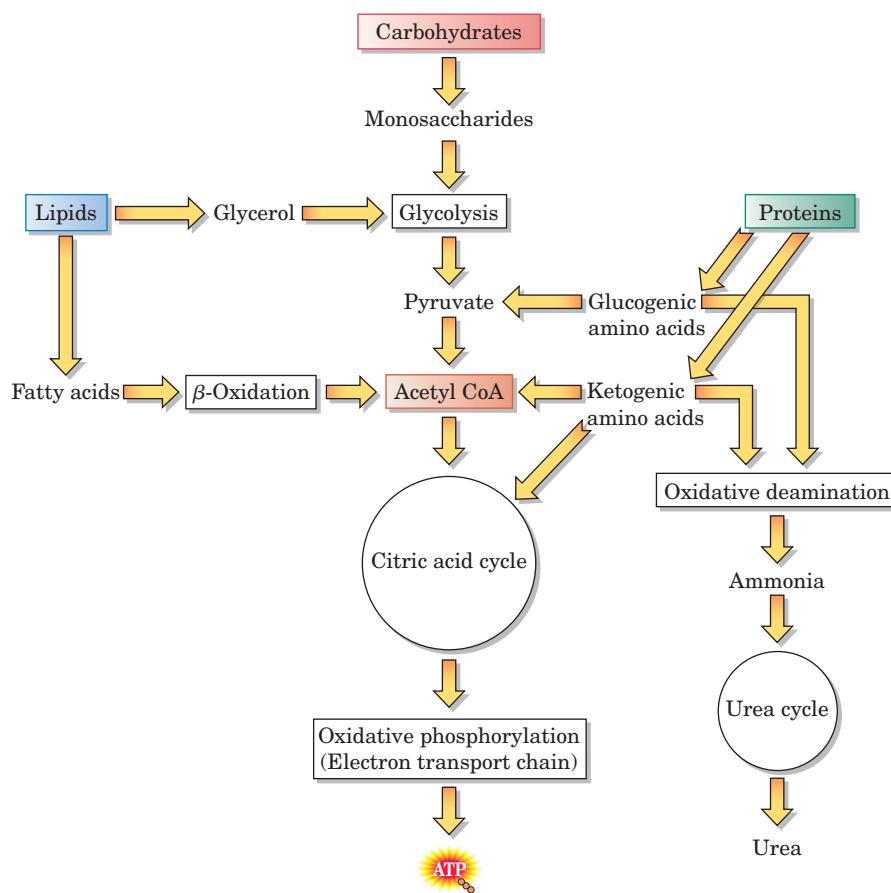 Carbohydrates
Monosaccharides
Lipids
Glycerol
Glycolysis
Proteins
Pyruvate
Glucogenic
amino acids
Fatty acids
β-Oxidation
Acetyl CoA
Ketogenic
amino acids
Oxidative deamination
Citric acid cycle
Ammonia
Urea cycle
Oxidative phosphorylation
(Electron transport chain)
Urea
ATP